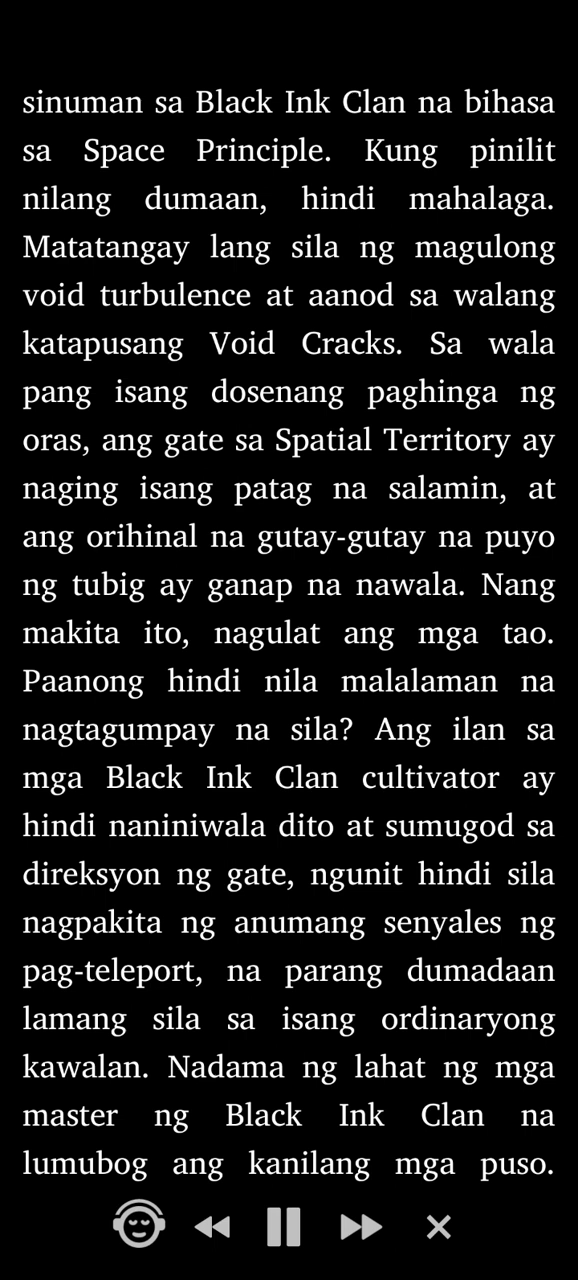 sinuman sa Black Ink Clan na bihasa
sa Space Principle. Kung pinilit
nilang dumaan, hindi mahalaga.
Matatangay lang sila ng magulong
void turbulence at aanod sa walang
katapusang Void Cracks. Sa wala
pang isang dosenang paghinga ng
oras, ang gate sa Spatial Territory ay
naging isang patag na salamin, at
ang orihinal na gutay-gutay na puyo
ng tubig ay ganap na nawala. Nang
makita ito, nagulat ang mga tao.
Paanong hindi nila malalaman na
nagtagumpay na sila? Ang ilan sa
mga Black Ink Clan cultivator ay
hindi naniniwala dito at sumugod sa
direksyon ng gate, ngunit hindi sila
nagpakita ng anumang senyales ng
pag-teleport, na parang dumadaan
lamang sila sa isang ordinaryong
kawalan. Nadama ng lahat ng mga
master ng Black Ink Clan na
lumubog ang kanilang mga puso.